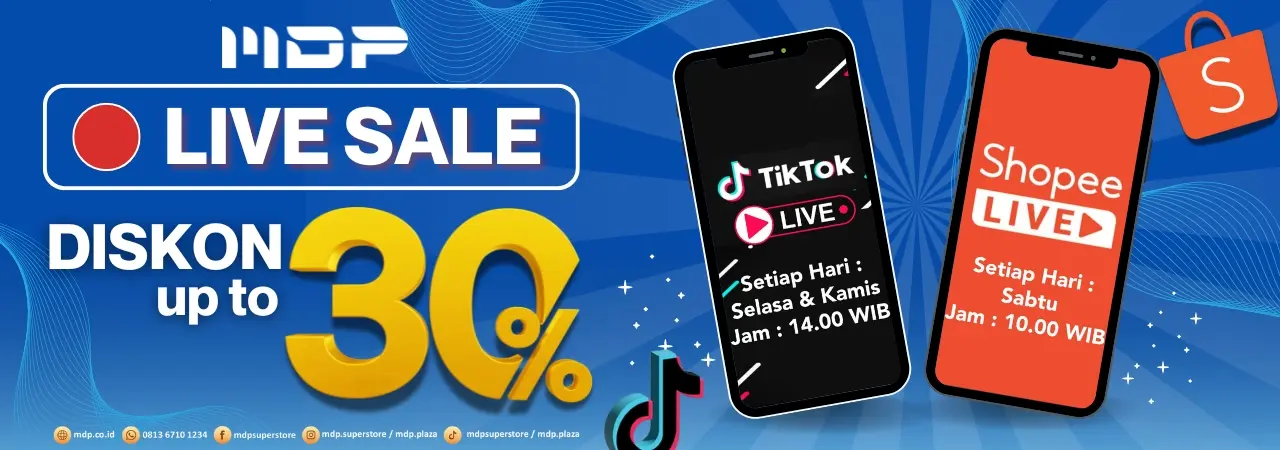 MDP
LIVE SALE
DISKON
up to
30%
mdp.co.id
0813 6710 1234
mdpsuperstore
mdp.superstore / mdp.plaza
mdpsuperstore / mdp.plaza
TikTok
LIVE
Setiap Hari :
Selasa & Kamis
Jam : 14.00 WIB
Shopee
LIVE
Setiap Hari :
Sabtu
Jam : 10.00 WIB
S